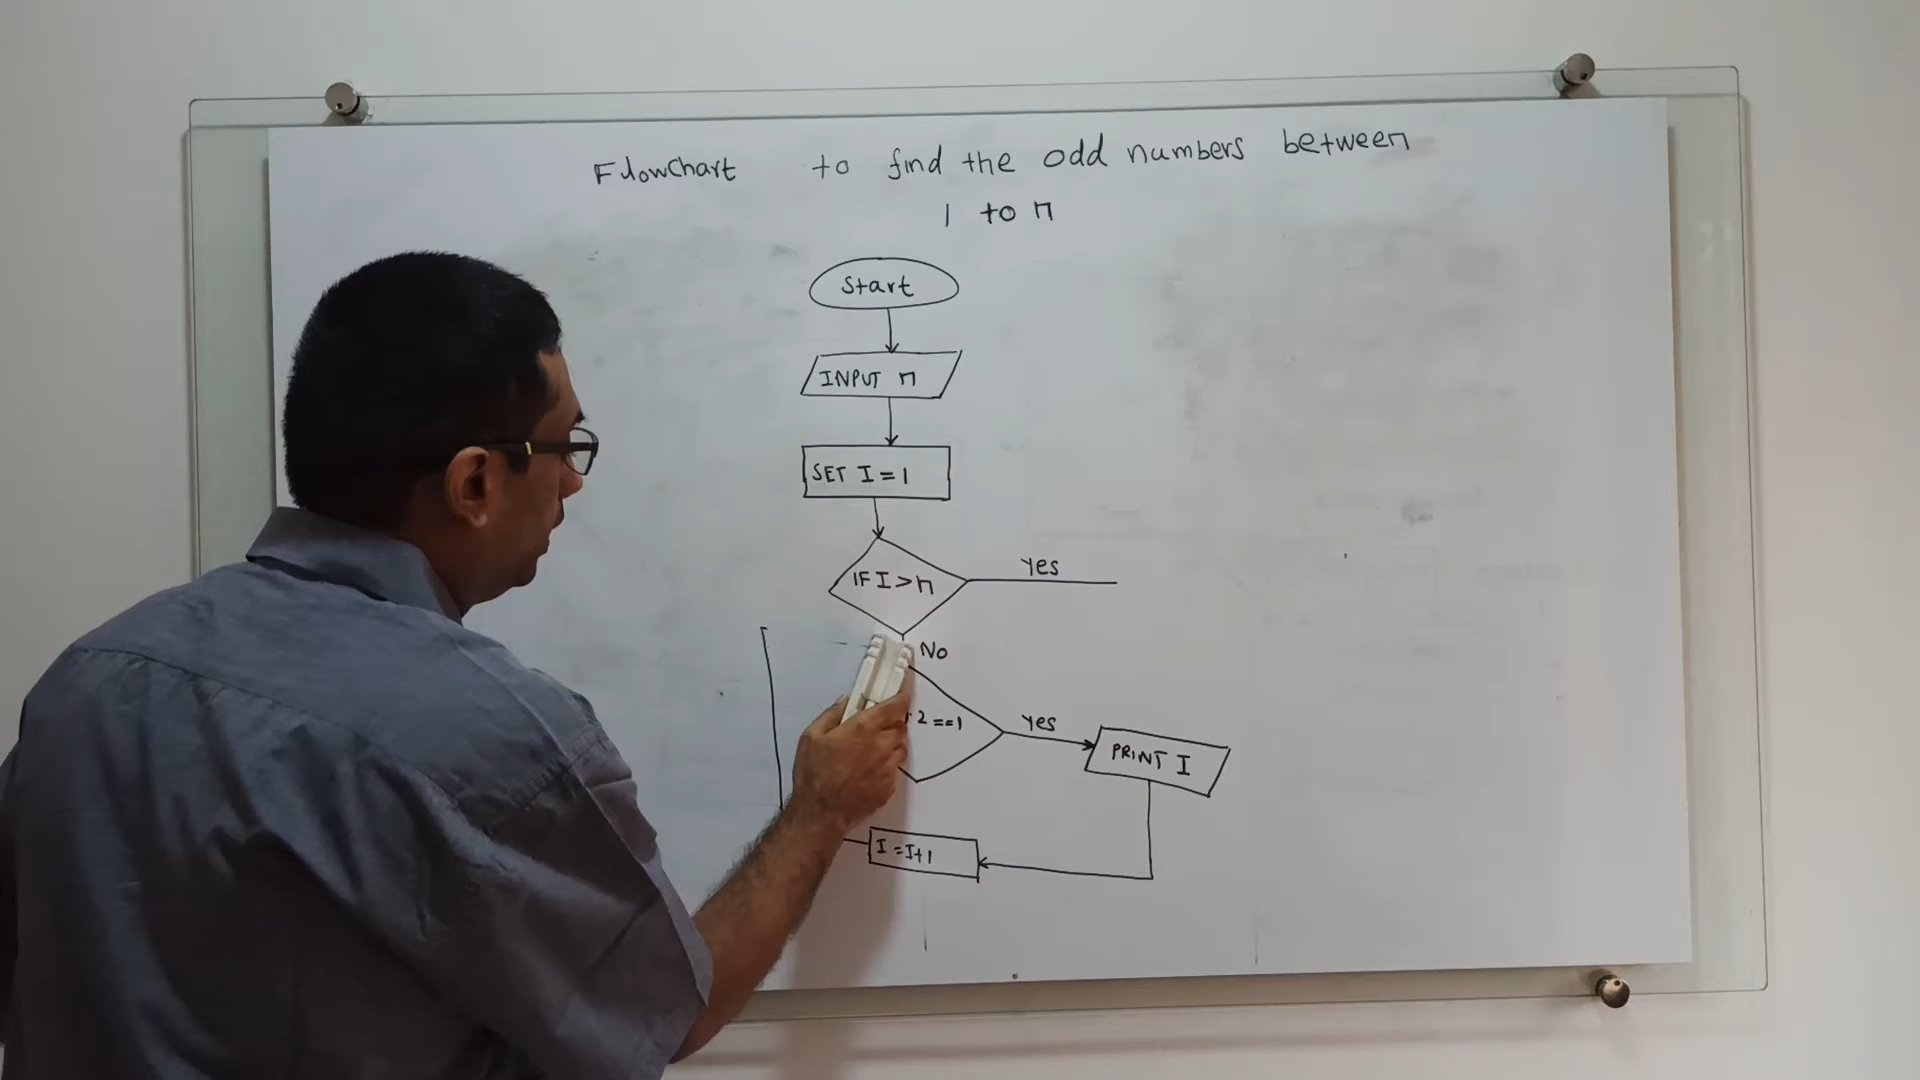 Flowchart to find the odd numbers between
1 to n
Start
INPUT n
SET I = 1
IF I > n
Yes
No
2 == 1
Yes
PRINT I
I = I+1